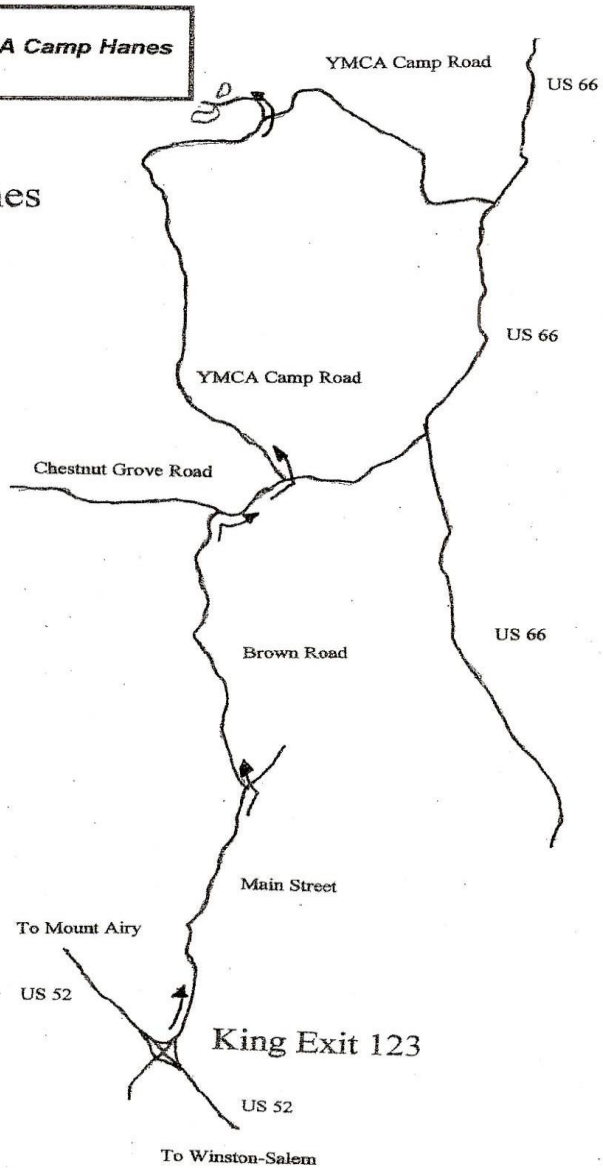 A Camp Hanes
YMCA Camp Road
US 66
nes
US 66
YMCA Camp Road
Chestnut Grove Road
US 66
Brown Road
Main Street
To Mount Airy
US 52
King Exit 123
US 52
To Winston-Salem